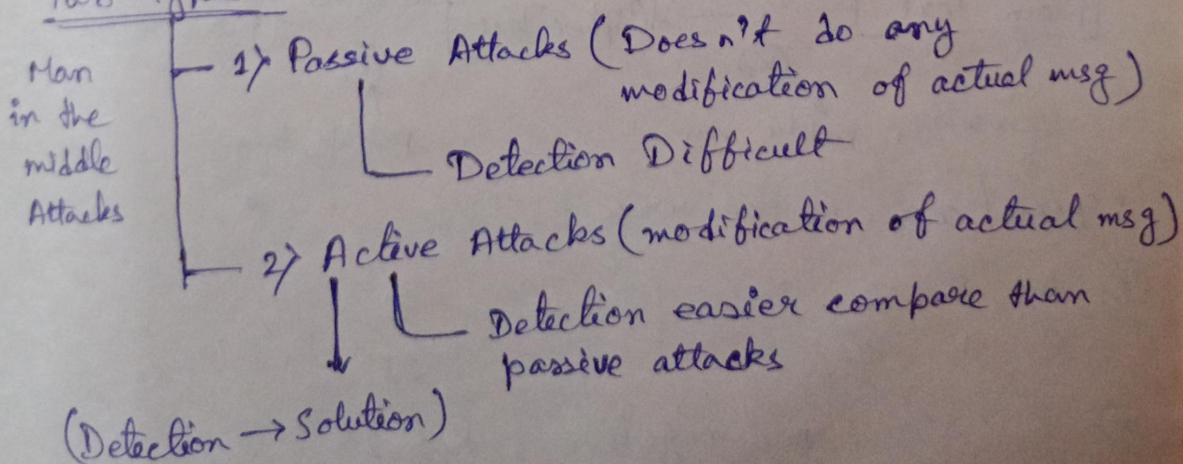 Man
in the
middle
Attacks
1) Passive Attacks (Doesn't do any
modification of actual msg)
Detection Difficult
2) Active Attacks (modification of actual msg)
Detection easier compare than
passive attacks
(Detection → Solution)